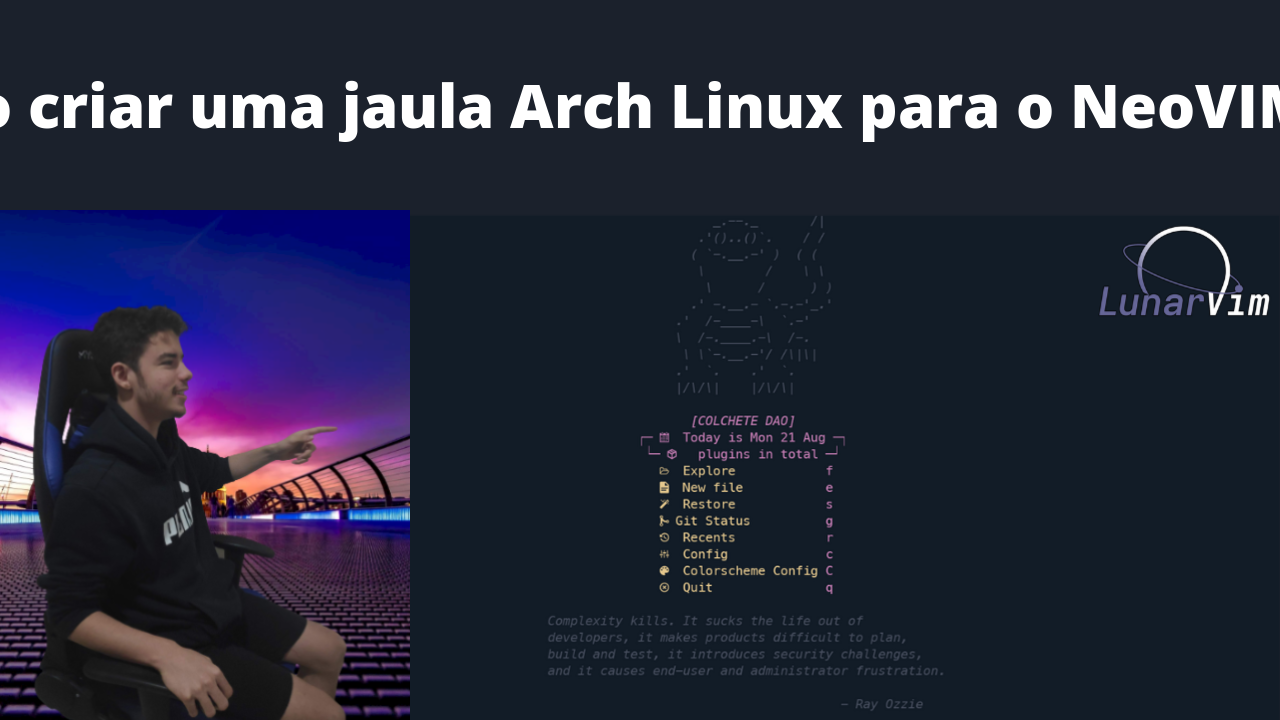 o criar uma jaula Arch Linux para o NeoVIM
LunarVim
[COLCHETE DAO]
Today is Mon 21 Aug
plugins in total
Explore f
New file e
Restore s
Git Status g
Recents r
Config c
Colorscheme Config C
Quit q
Complexity kills. It sucks the life out of
developers, it makes products difficult to plan,
build and test, it introduces security challenges,
and it causes end-user and administrator frustration.
— Ray Ozzie